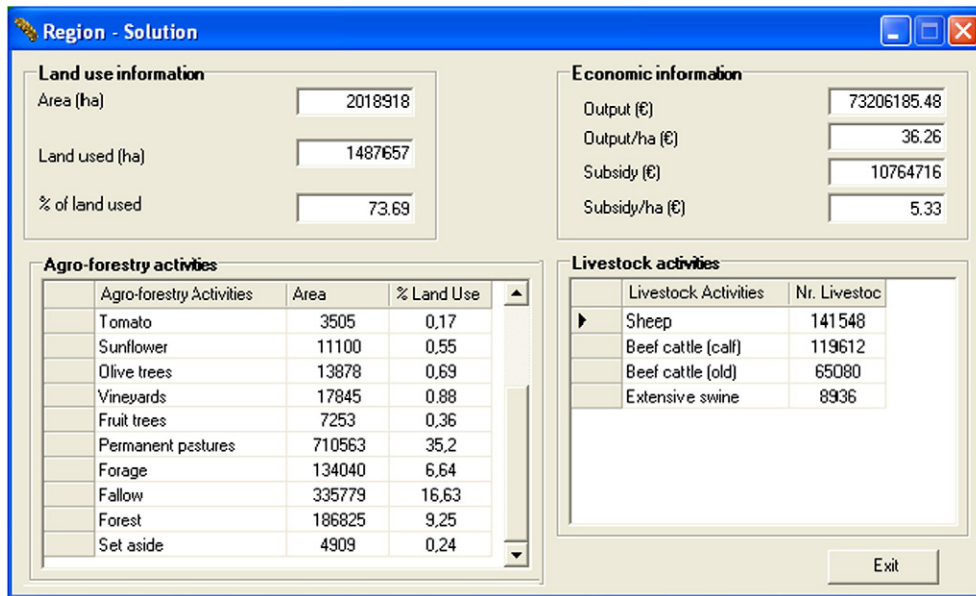 Region - Solution
Land use information
Area (ha) 2018918
Land used (ha) 1487657
% of land used 73.69
Economic information
Output (€) 73206185.48
Output/ha (€) 36.26
Subsidy (€) 10764716
Subsidy/ha (€) 5.33
Agro-forestry activities
Agro-forestry Activities Area % Land Use
Tomato 3505 0,17
Sunflower 11100 0,55
Olive trees 13878 0,69
Vineyards 17845 0.88
Fruit trees 7253 0,36
Permanent pastures 710563 35,2
Forage 134040 6,64
Fallow 335779 16,63
Forest 186825 9,25
Set aside 4909 0,24
Livestock activities
Livestock Activities Nr. Livestoc
Sheep 141548
Beef cattle (calf) 119612
Beef cattle (old) 65080
Extensive swine 8936
Exit